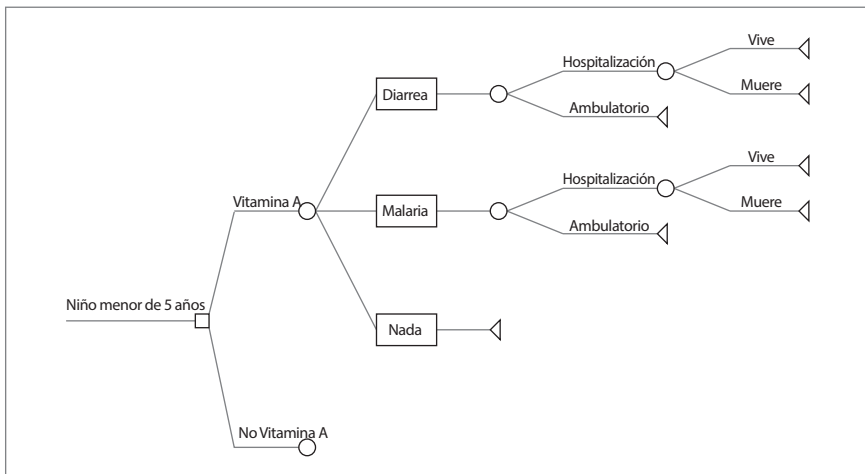 Vive
Hospitalización
Diarrea
Muere
Ambulatorio
Vive
Hospitalización
Vitamina A
Malaria
Muere
Ambulatorio
Niño menor de 5 años
Nada
No Vitamina A